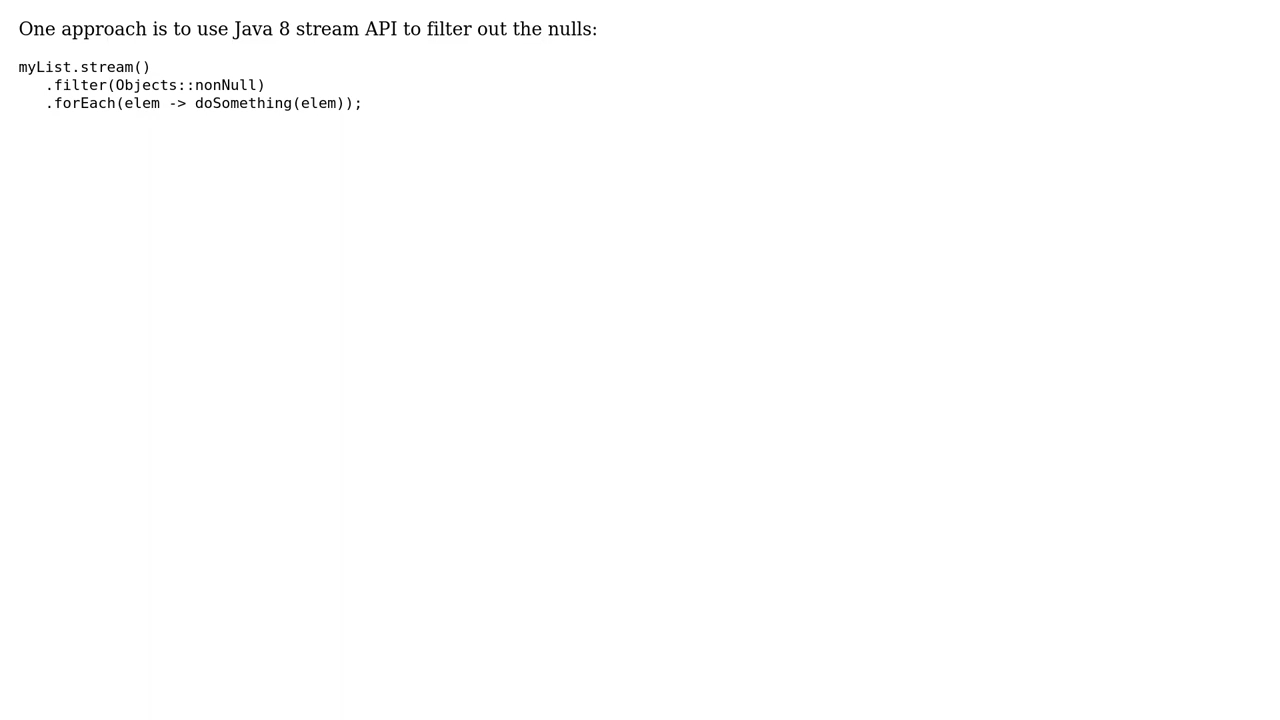 One approach is to use Java 8 stream API to filter out the nulls:
myList.stream()
   .filter(Objects::nonNull)
   .forEach(elem -> doSomething(elem));